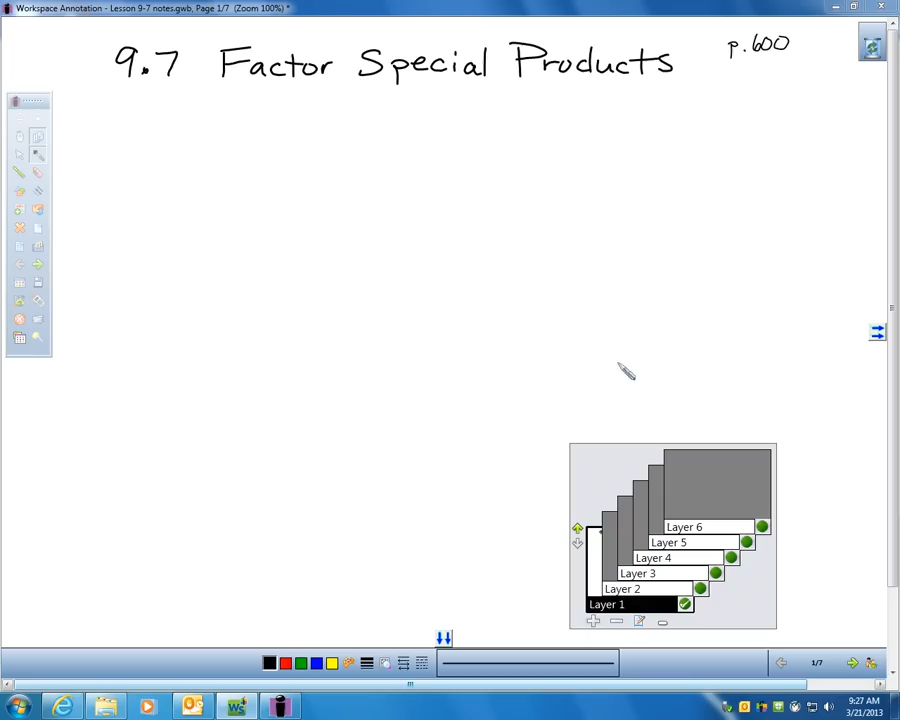 Workspace Annotation - Lesson 9-7 notes.gwb, Page 1/7 (Zoom 100%) *
9.7 Factor Special Products p.600
Layer 6
Layer 5
Layer 4
Layer 3
Layer 2
Layer 1
1/7
9:27 AM
3/21/2013